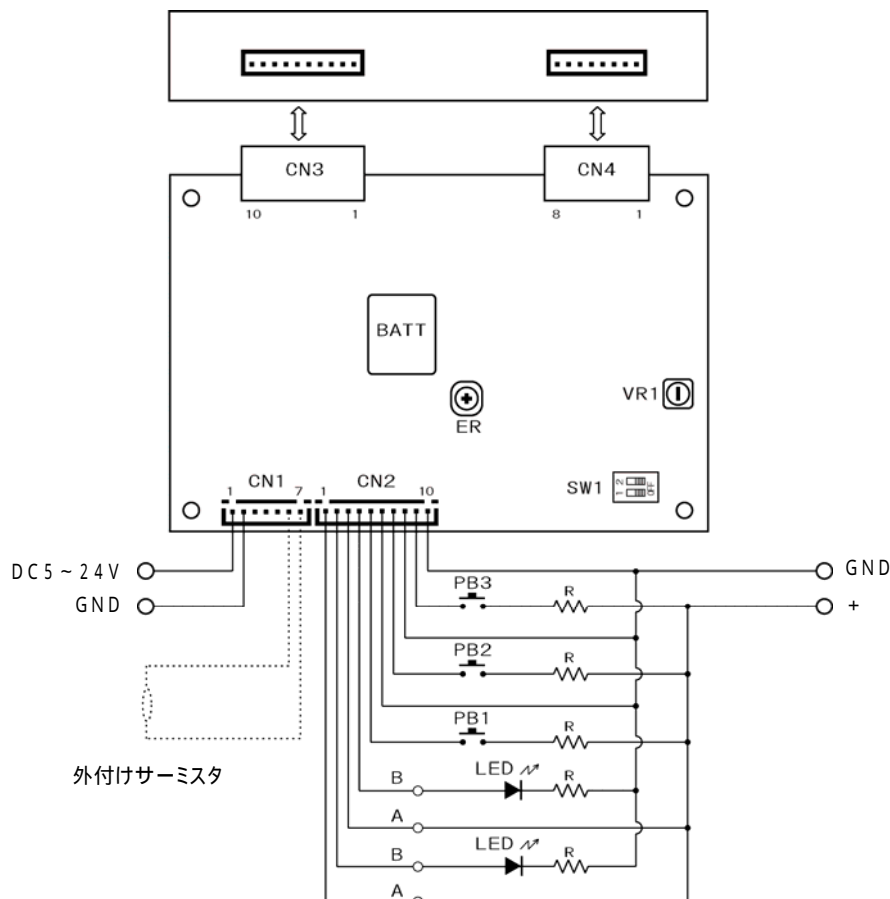 CN3
CN4
10 1
8 1
BATT
VR1
ER
CN1 CN2
1 7 1 10
SW1
1 2
OFF
DC5~24V
GND
GND
+
PB3
R
PB2
R
PB1
R
外付けサーミスタ
B
LED
R
A
B
LED
R
A